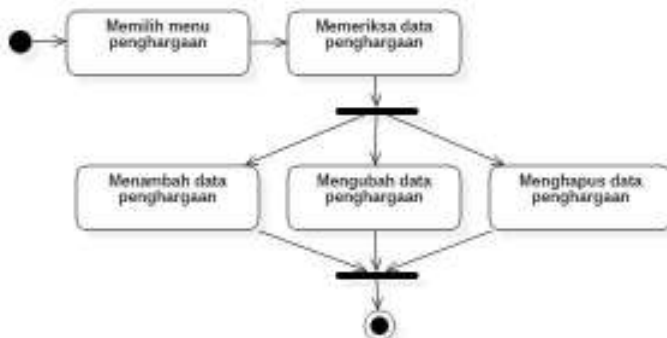 Memilih menu
penghargaan
Memeriksa data
penghargaan
Menambah data
penghargaan
Mengubah data
penghargaan
Menghapus data
penghargaan